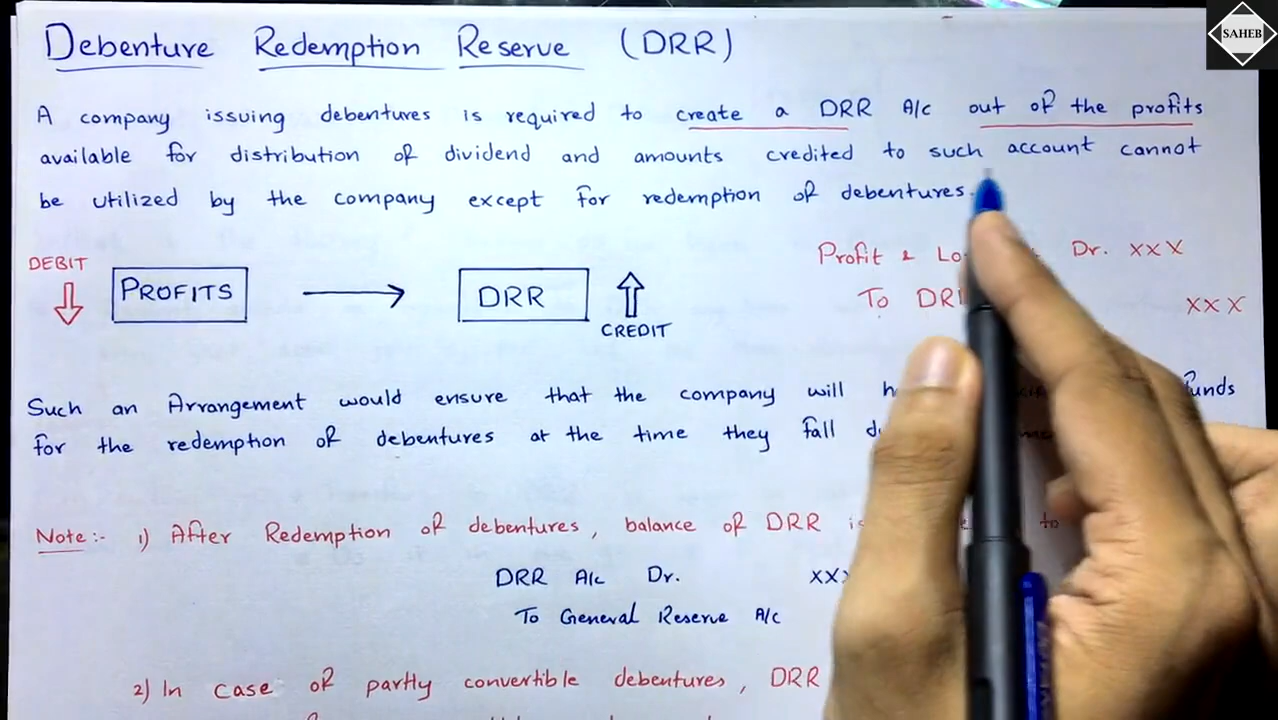 SAHEB
Debenture Redemption Reserve (DRR)
A company issuing debentures is required to create a DRR A/c out of the profits
available for distribution of dividend and amounts credited to such account cannot
be utilized by the company except for redemption of debentures.
DEBIT
PROFITS
DRR
CREDIT
Profit & Dr. XXX
To XXX
Such an Arrangement would ensure that the company will
for the redemption of debentures at the time they fall
Note:- 1) After Redemption of debentures, balance of DRR to
DRR A/c Dr.
To General Reserve A/c
2) In case of partly convertible debentures, DRR